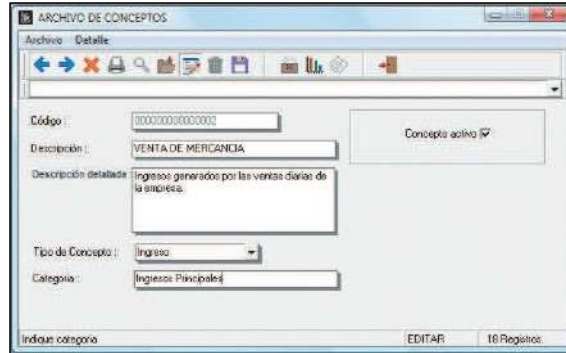 ARCHIVO DE CONCEPTOS
Archivo Detalle
Código :
000000000000002
Concepto activo
Descripción :
VENTA DE MERCANCIA
Descripción detallada
Ingresos generados por las ventas diarias de
la empresa.
Tipo de Concepto :
Ingreso
Categoria :
Ingresos Principales
Indique categoria
EDITAR
18 Registros